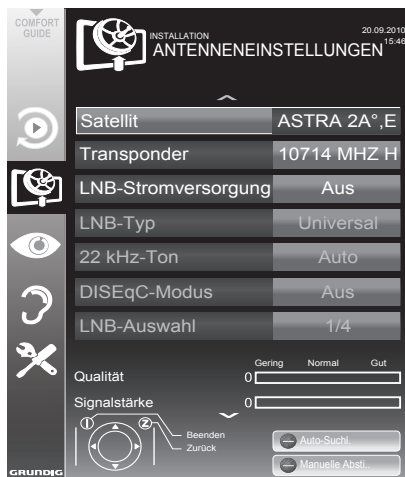 COMFORT
GUIDE
INSTALLATION
ANTENNENEINSTELLUNGEN
20.09.2010
15:46
Satellit ASTRA 2A°,E
Transponder 10714 MHZ H
LNB-Stromversorgung Aus
LNB-Typ Universal
22 kHz-Ton Auto
DISEqC-Modus Aus
LNB-Auswahl 1/4
Gering Normal Gut
Qualität 0
Signalstärke 0
Z
Beenden
Zurück
Auto-Suchl.
Manuelle Absti..
GRUNDIG